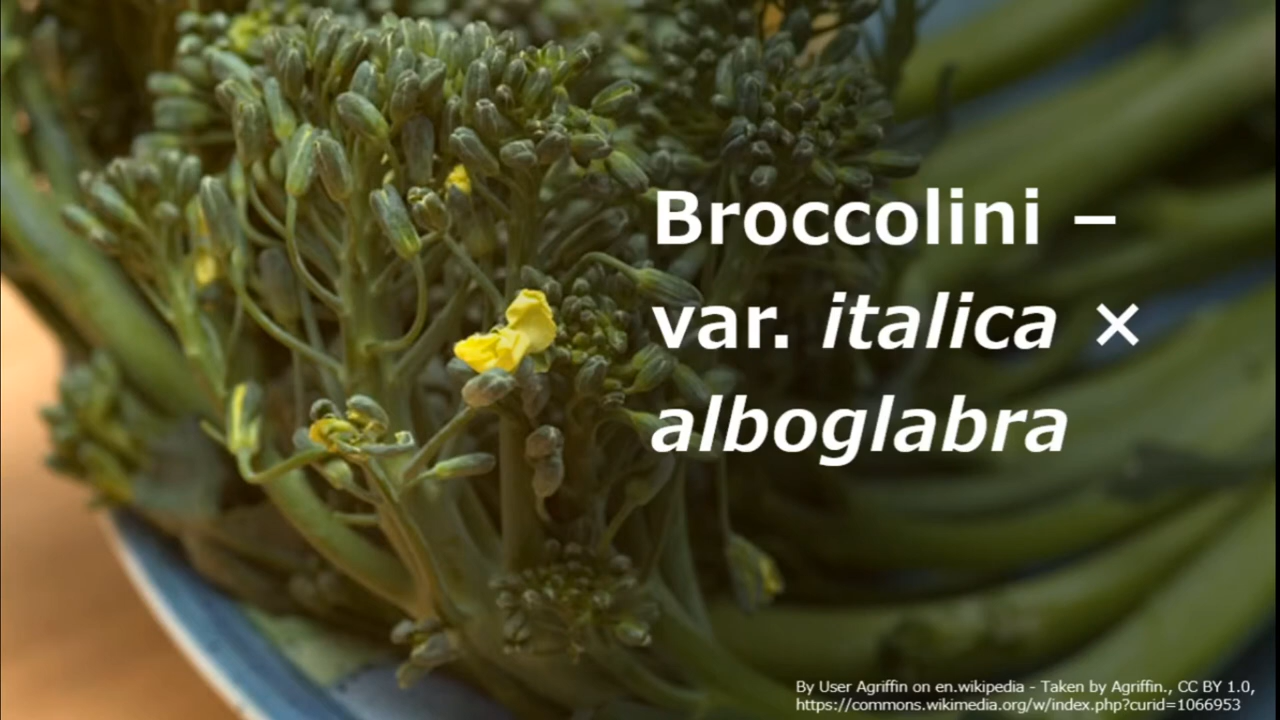 Broccolini –
var. italica ×
alboglabra
By User Agriffin on en.wikipedia - Taken by Agriffin., CC BY 1.0,
https://commons.wikimedia.org/w/index.php?curid=1066953